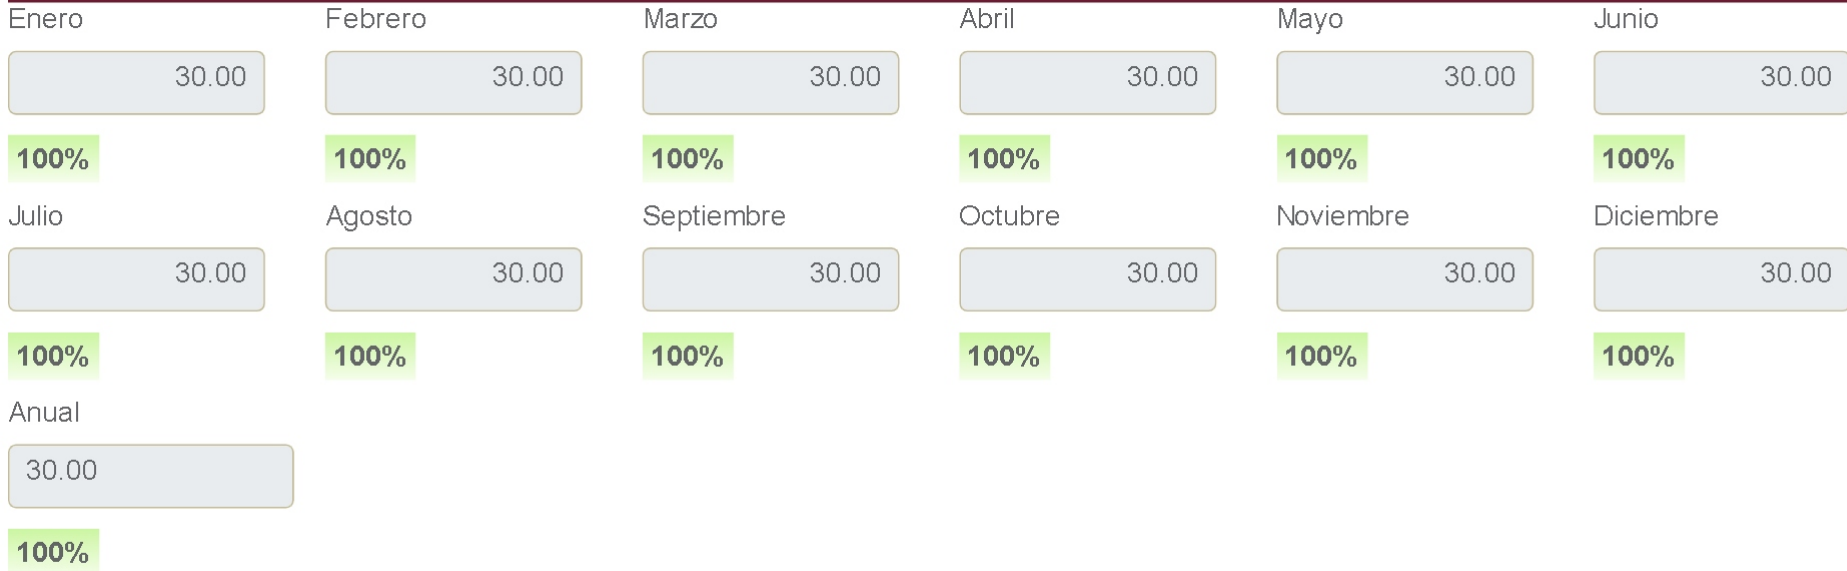 Enero Febrero Marzo Abril Mayo Junio
30.00 30.00 30.00 30.00 30.00 30.00
100% 100% 100% 100% 100% 100%
Julio Agosto Septiembre Octubre Noviembre Diciembre
30.00 30.00 30.00 30.00 30.00 30.00
100% 100% 100% 100% 100% 100%
Anual
30.00
100%